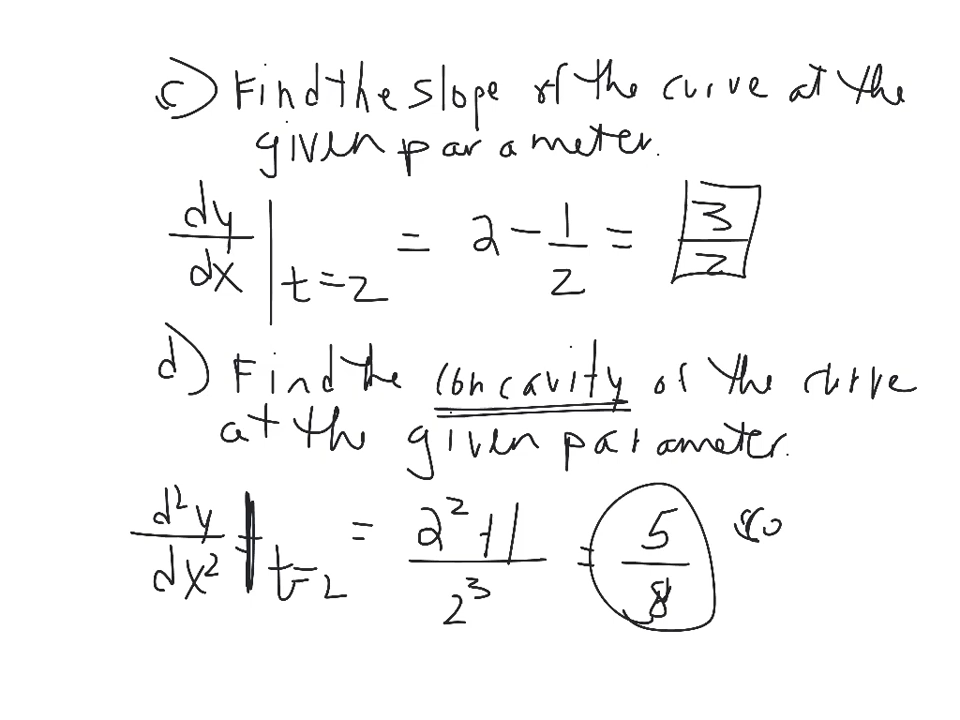 c) Find the slope of the curve at the
given parameter.
dy/dx | t=2 = 2 - 1/2 = 3/2
d) Find the concavity of the curve
at the given parameter.
d²y/dx² | t=2 = 2²+1 / 2³ = 5/8 so